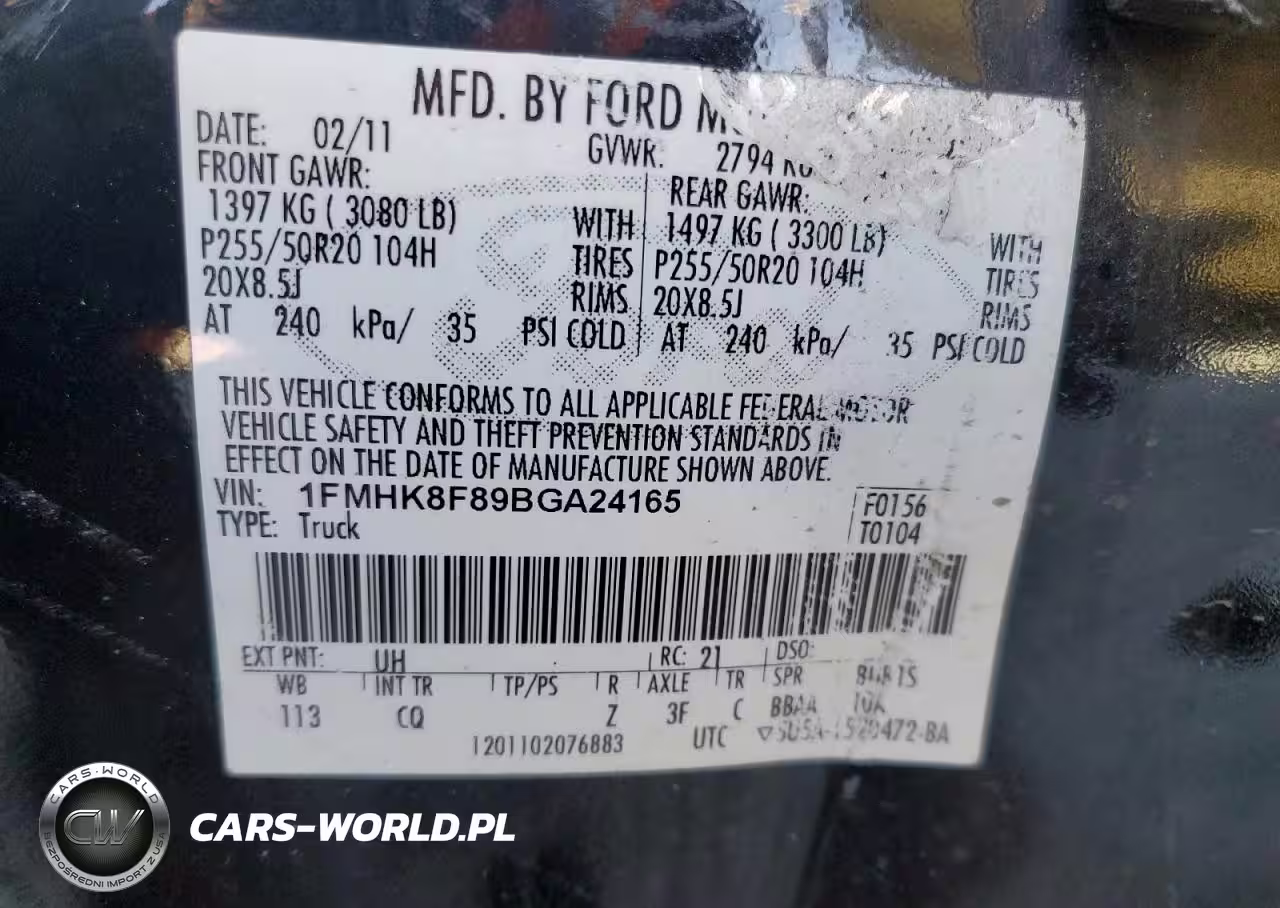 MFD. BY FORD
DATE: 02/11
GVWR: 2794 KG
FRONT GAWR:
1397 KG ( 3080 LB) WITH
P255/50R20 104H TIRES
20X8.5J RIMS
AT 240 kPa/ 35 PSI COLD
REAR GAWR:
1497 KG ( 3300 LB) WITH
P255/50R20 104H TIRES
20X8.5J RIMS
AT 240 kPa/ 35 PSI COLD
THIS VEHICLE CONFORMS TO ALL APPLICABLE FEDERAL MOTOR
VEHICLE SAFETY AND THEFT PREVENTION STANDARDS IN
EFFECT ON THE DATE OF MANUFACTURE SHOWN ABOVE.
VIN: 1FMHK8F89BGA24165
F0156
TYPE: Truck
T0104
EXT PNT: UH RC: 21 DSO:
WB INT TR TP/PS R AXLE TR SPR
113 CQ Z 3F C BBAA
1201102076883 UTC
CARS-WORLD
CW
BEZPOŚREDNI IMPORT Z USA
CARS-WORLD.PL